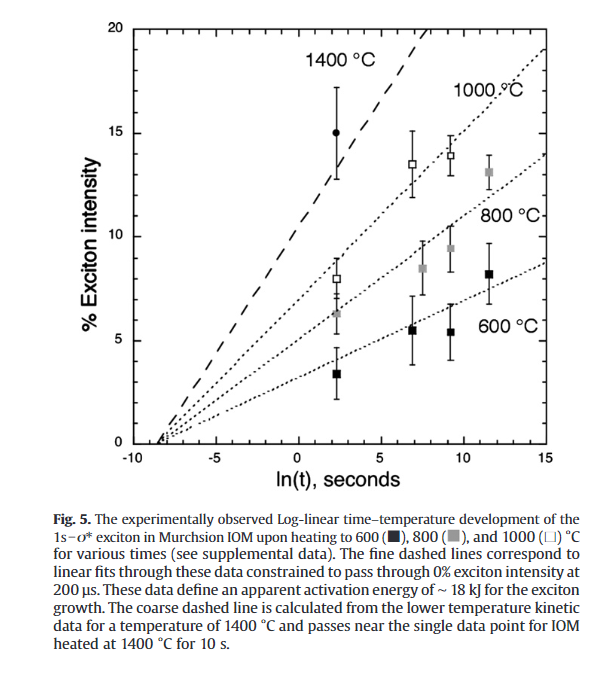 20
1400 °C
1000 °C
15
% Exciton intensity
800 °C
10
600 °C
5
0
-10 -5 0 5 10 15
ln(t), seconds
Fig. 5. The experimentally observed Log-linear time–temperature development of the
1s–σ* exciton in Murchsion IOM upon heating to 600 (■), 800 (■), and 1000 (□) °C
for various times (see supplemental data). The fine dashed lines correspond to
linear fits through these data constrained to pass through 0% exciton intensity at
200 μs. These data define an apparent activation energy of ~ 18 kJ for the exciton
growth. The coarse dashed line is calculated from the lower temperature kinetic
data for a temperature of 1400 °C and passes near the single data point for IOM
heated at 1400 °C for 10 s.